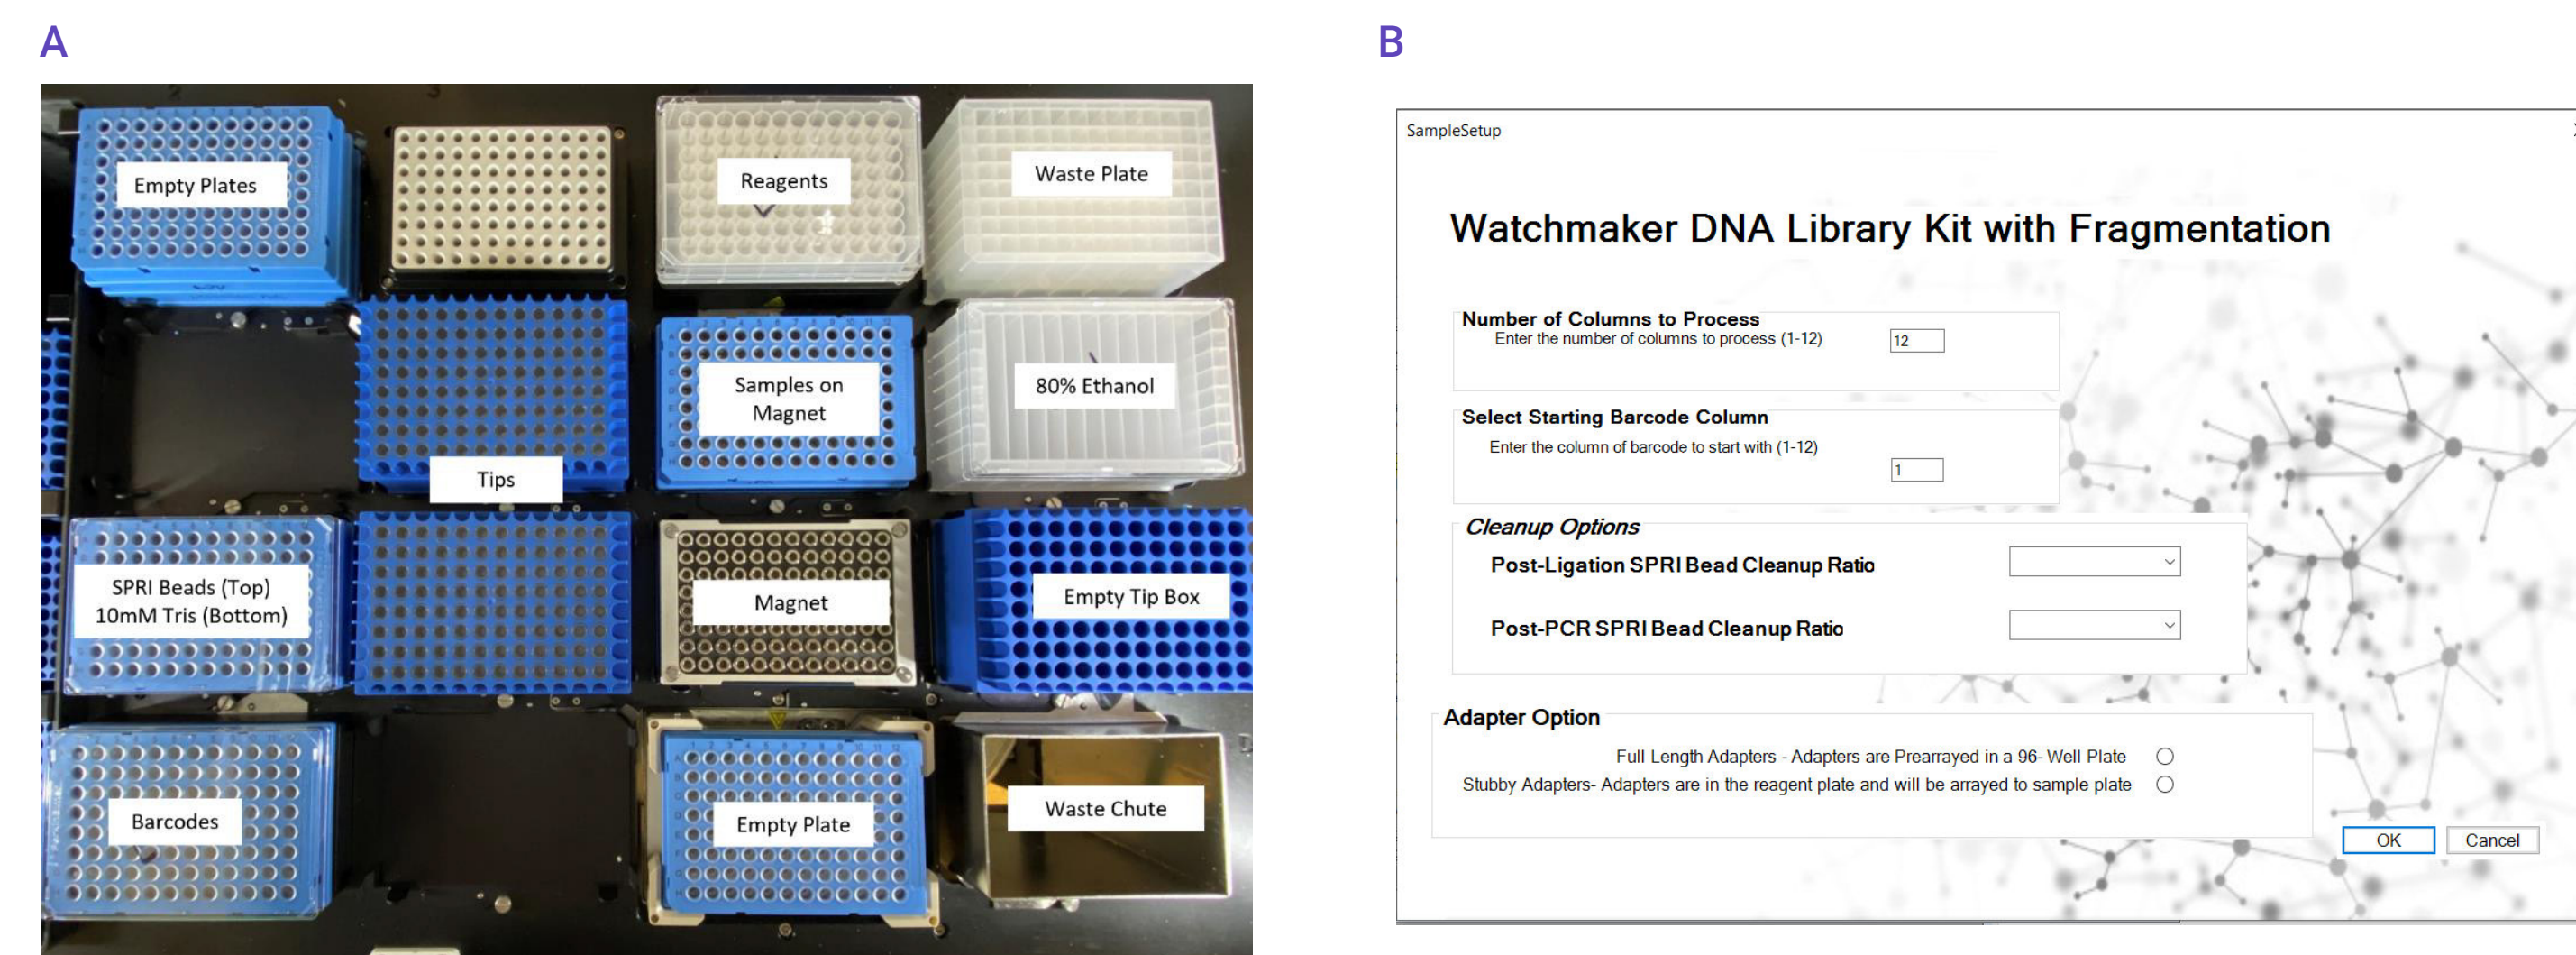 A
B
Empty Plates
Reagents
Waste Plate
Samples on
Magnet
80% Ethanol
Tips
SPRI Beads (Top)
10mM Tris (Bottom)
Magnet
Empty Tip Box
Barcodes
Empty Plate
Waste Chute
SampleSetup
Watchmaker DNA Library Kit with Fragmentation
Number of Columns to Process
Enter the number of columns to process (1-12)
12
Select Starting Barcode Column
Enter the column of barcode to start with (1-12)
1
Cleanup Options
Post-Ligation SPRI Bead Cleanup Ratio
Post-PCR SPRI Bead Cleanup Ratio
Adapter Option
Full Length Adapters - Adapters are Prearrayed in a 96- Well Plate
Stubby Adapters- Adapters are in the reagent plate and will be arrayed to sample plate
OK
Cancel